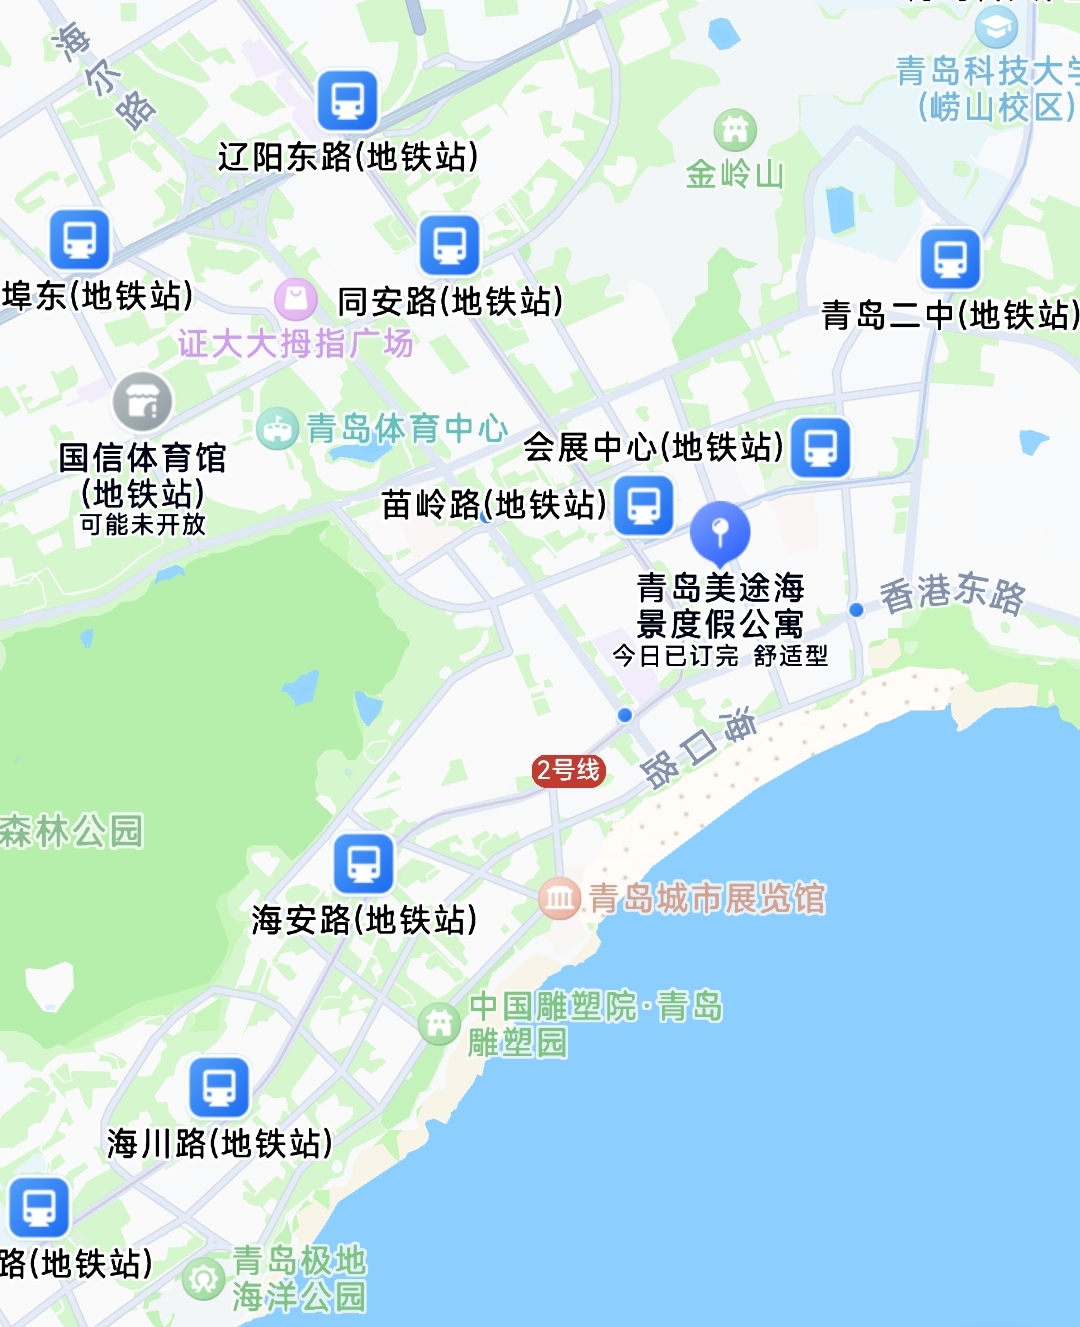 海尔路
青岛科技大学
(崂山校区)
辽阳东路(地铁站)
金岭山
埠东(地铁站)
同安路(地铁站)
青岛二中(地铁站)
证大大拇指广场
青岛体育中心
会展中心(地铁站)
国信体育馆
(地铁站)
可能未开放
苗岭路(地铁站)
青岛美途海
景度假公寓
今日已订完 舒适型
香港东路
海口路
2号线
森林公园
海安路(地铁站)
青岛城市展览馆
中国雕塑院·青岛
雕塑园
海川路(地铁站)
路(地铁站)
青岛极地
海洋公园